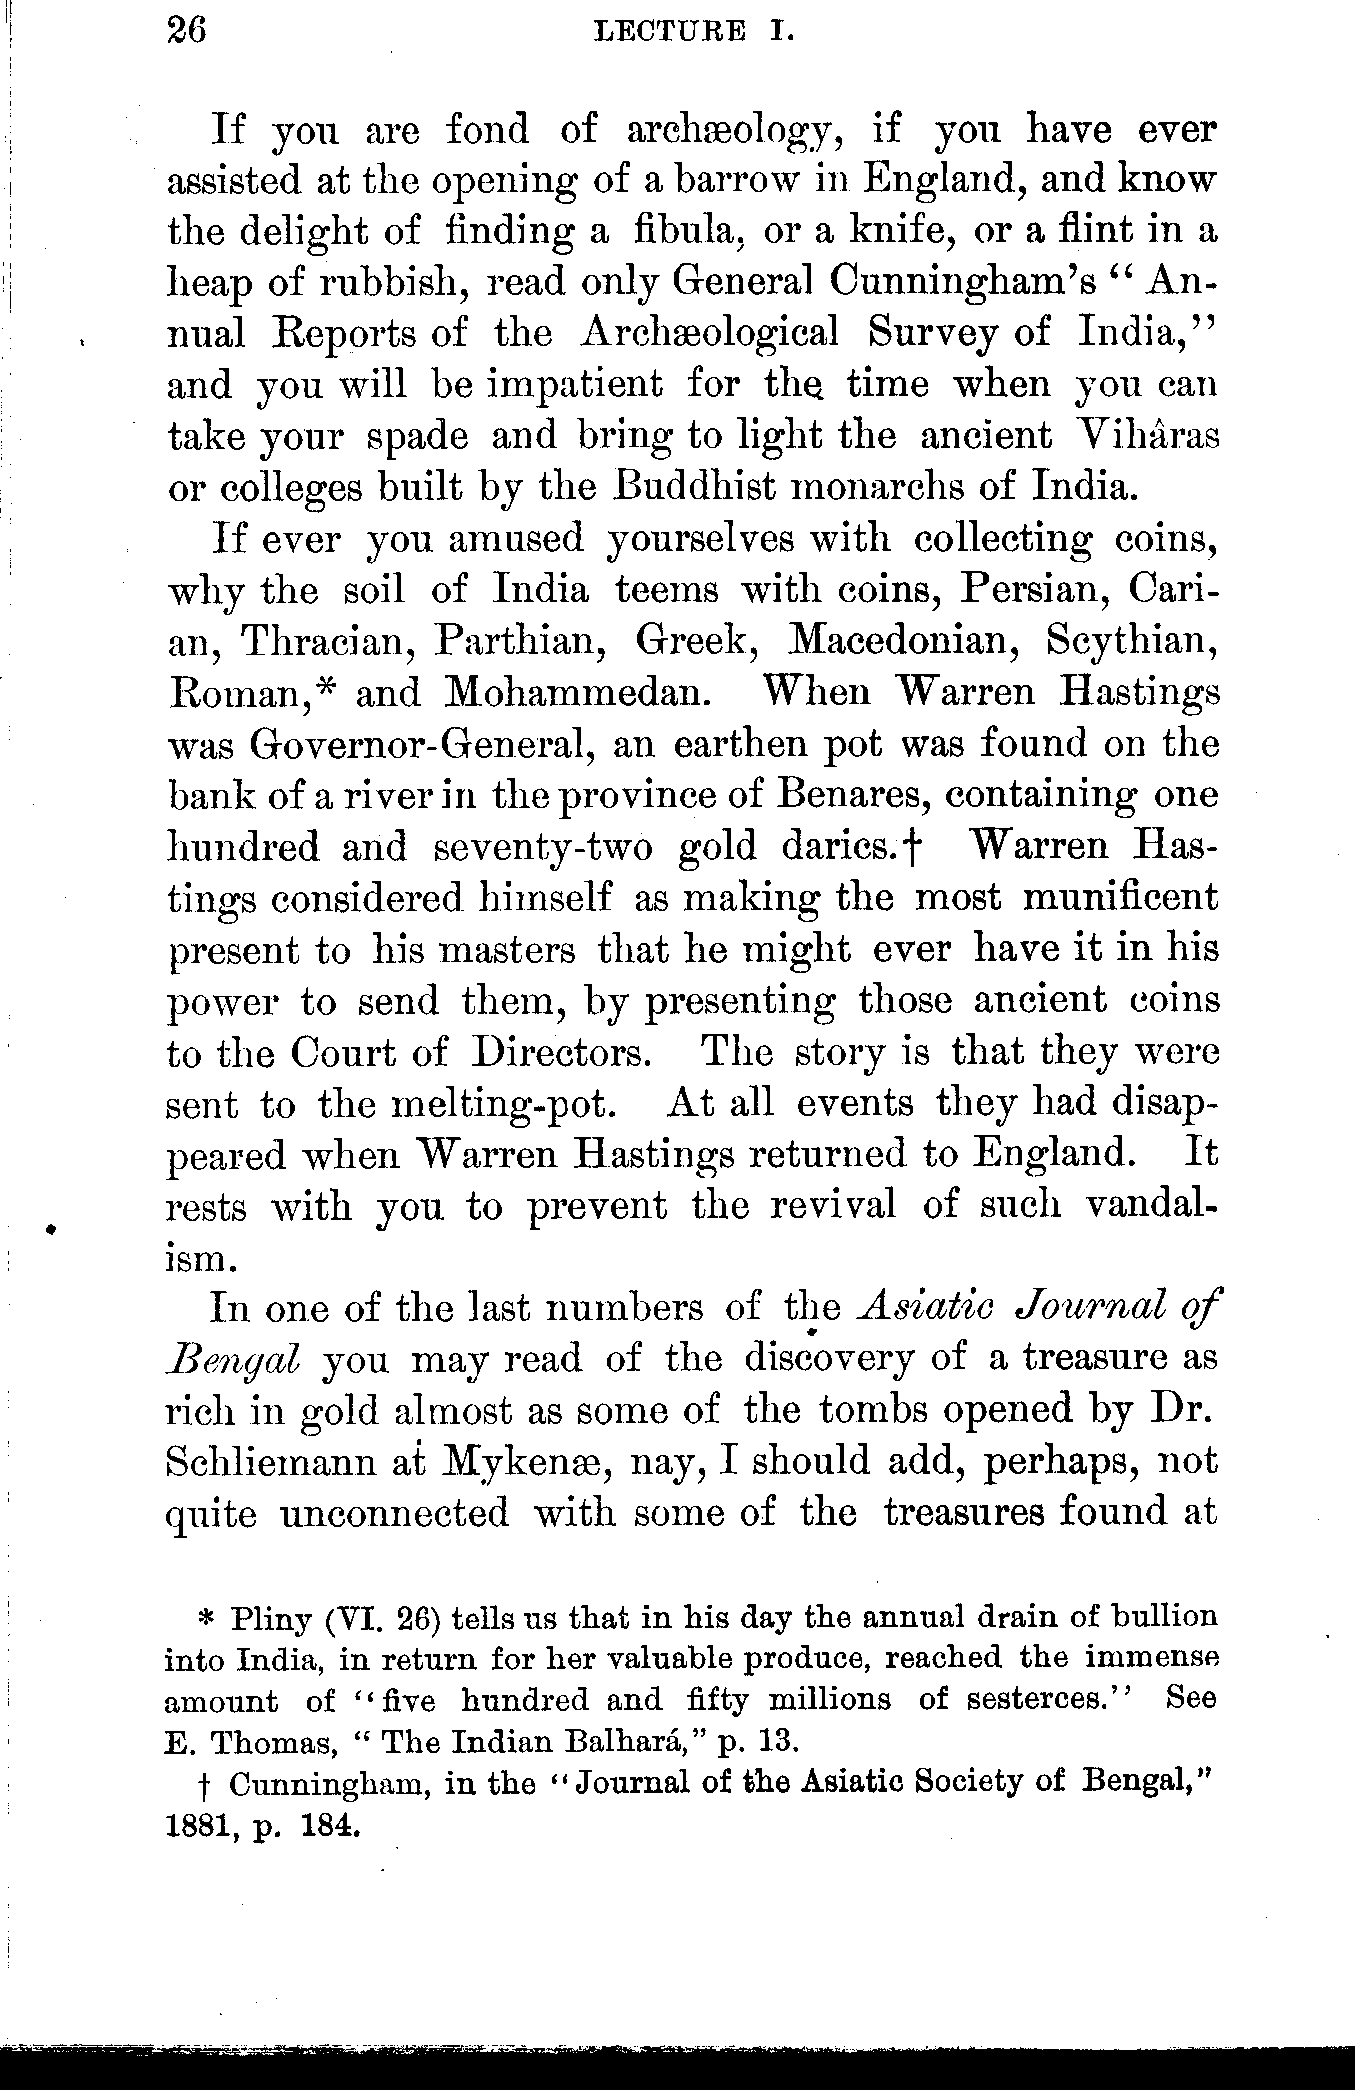 26 LECTURE I.
If you are fond of archæology, if you have ever
assisted at the opening of a barrow in England, and know
the delight of finding a fibula, or a knife, or a flint in a
heap of rubbish, read only General Cunningham's “ An-
nual Reports of the Archæological Survey of India,”
and you will be impatient for the time when you can
take your spade and bring to light the ancient Vihâras
or colleges built by the Buddhist monarchs of India.
If ever you amused yourselves with collecting coins,
why the soil of India teems with coins, Persian, Cari-
an, Thracian, Parthian, Greek, Macedonian, Scythian,
Roman,* and Mohammedan. When Warren Hastings
was Governor-General, an earthen pot was found on the
bank of a river in the province of Benares, containing one
hundred and seventy-two gold darics.† Warren Has-
tings considered himself as making the most munificent
present to his masters that he might ever have it in his
power to send them, by presenting those ancient coins
to the Court of Directors. The story is that they were
sent to the melting-pot. At all events they had disap-
peared when Warren Hastings returned to England. It
rests with you to prevent the revival of such vandal-
ism.
In one of the last numbers of the Asiatic Journal of
Bengal you may read of the discovery of a treasure as
rich in gold almost as some of the tombs opened by Dr.
Schliemann at Mykenæ, nay, I should add, perhaps, not
quite unconnected with some of the treasures found at
* Pliny (VI. 26) tells us that in his day the annual drain of bullion
into India, in return for her valuable produce, reached the immense
amount of “five hundred and fifty millions of sesterces.” See
E. Thomas, “ The Indian Balhará,” p. 13.
† Cunningham, in the “Journal of the Asiatic Society of Bengal,”
1881, p. 184.